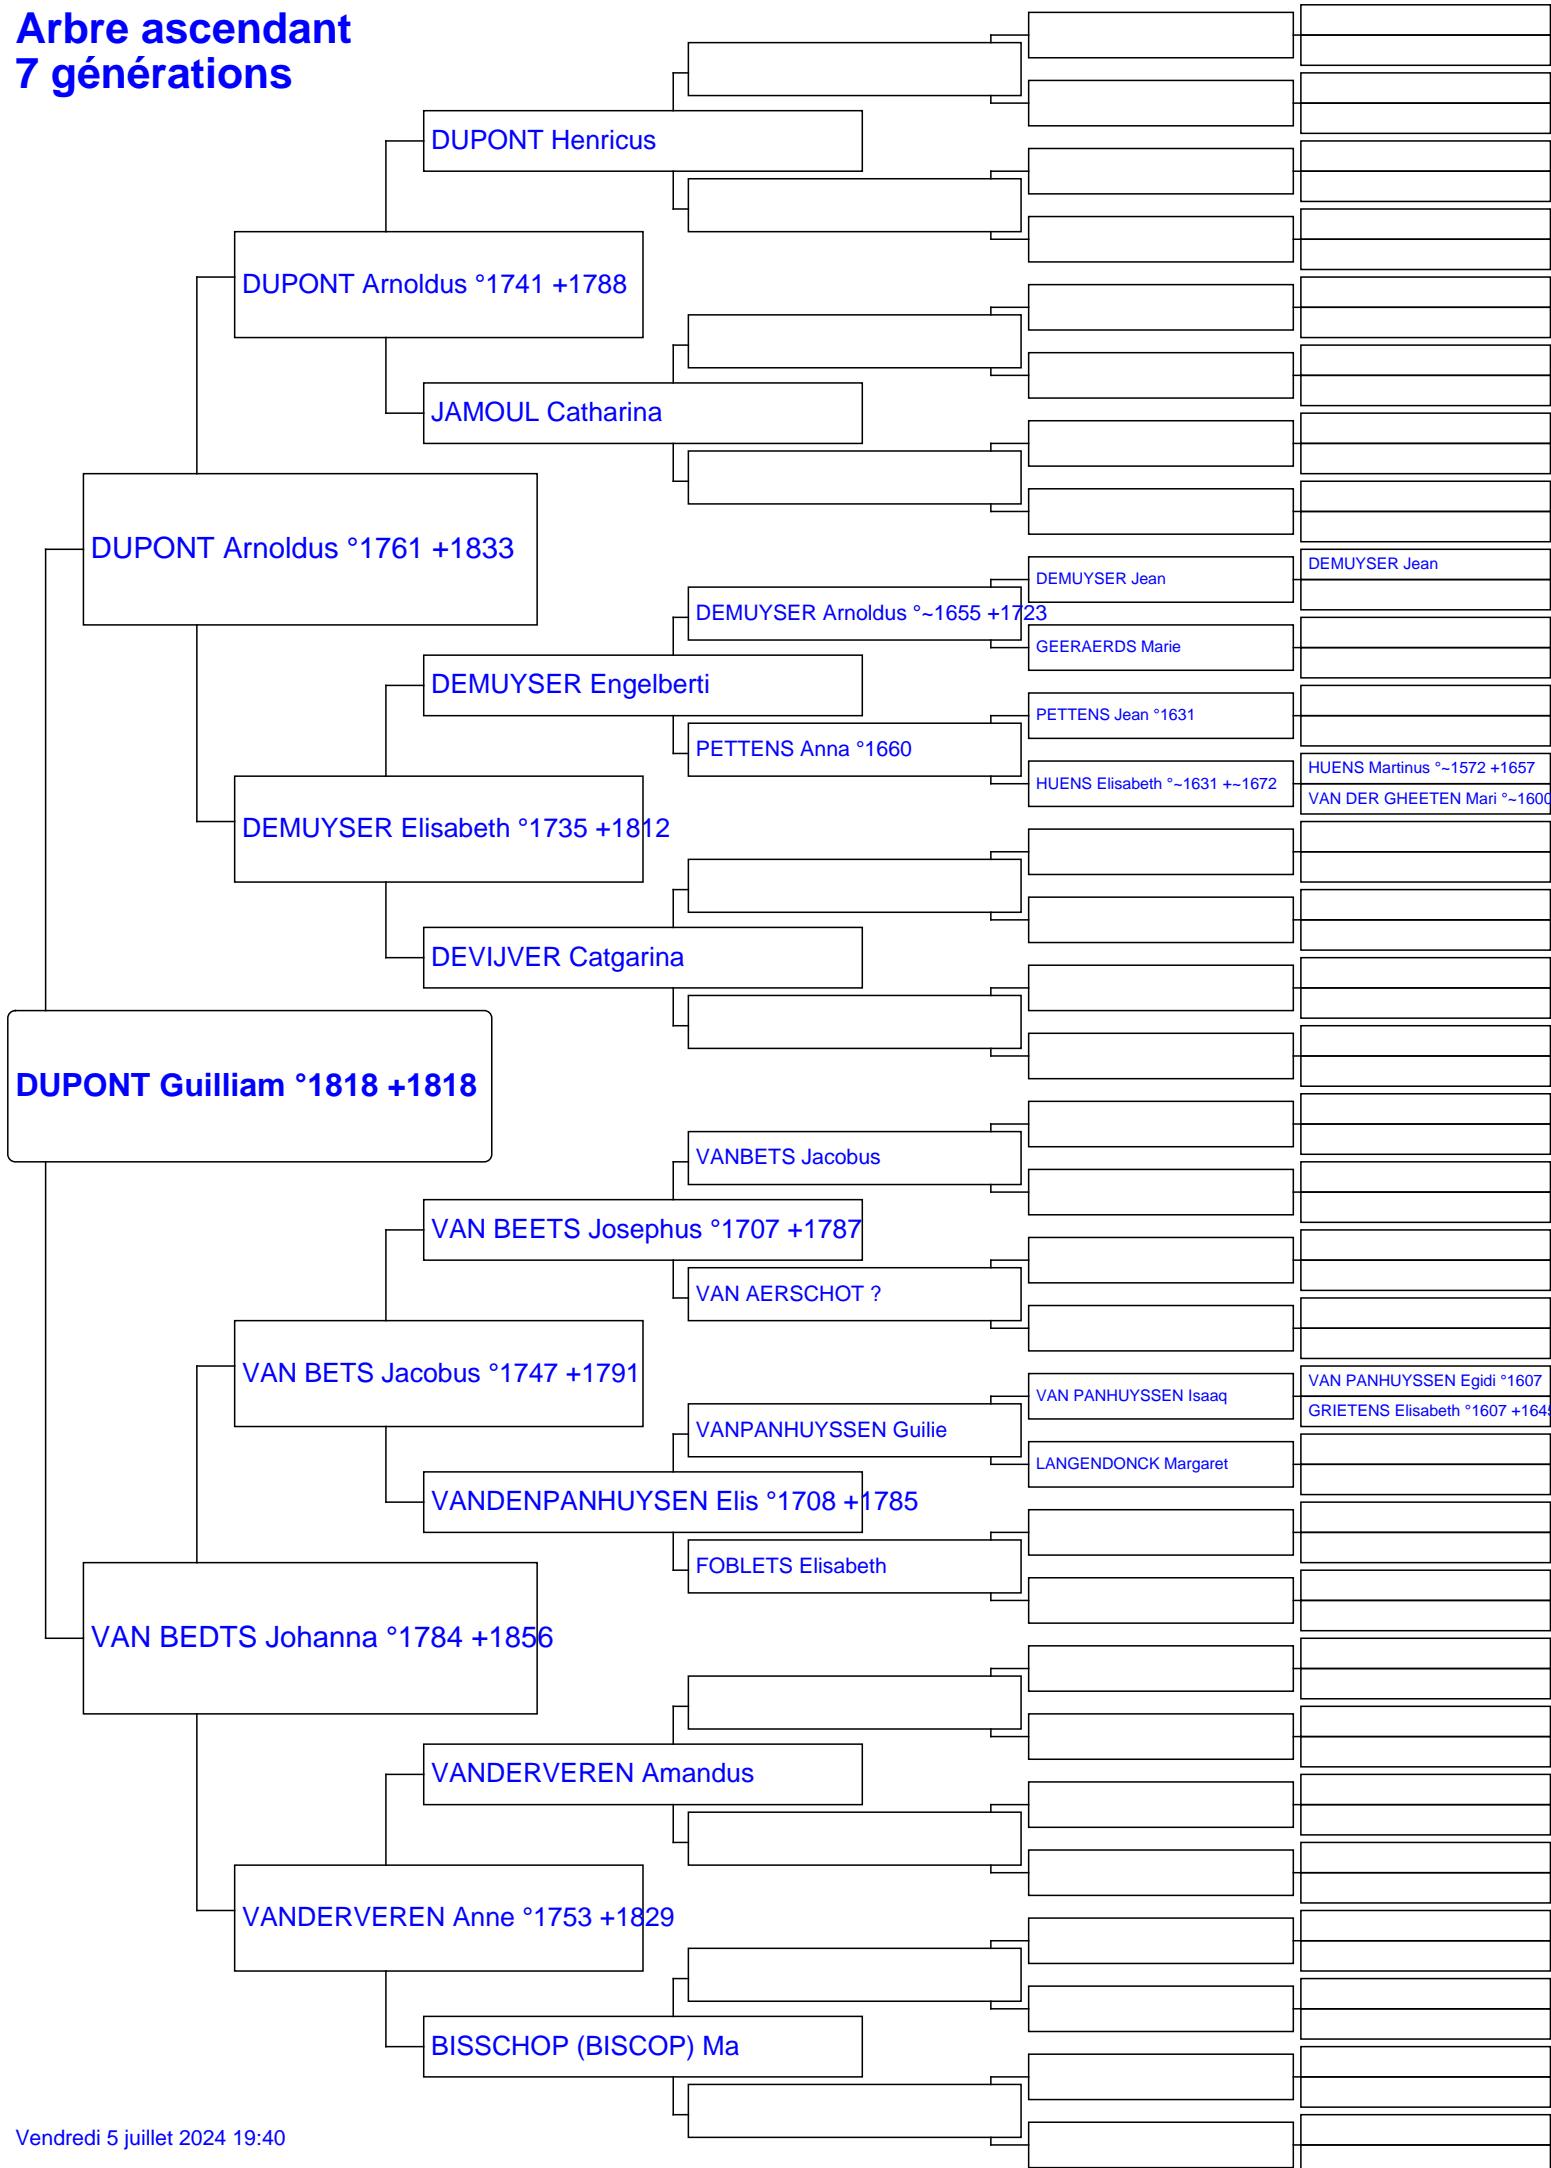 Arbre ascendant
7 générations
DUPONT Henricus
DUPONT Arnoldus °1741 +1788
JAMOUL Catharina
DUPONT Arnoldus °1761 +1833
DEMUYSER Jean
DEMUYSER Jean
DEMUYSER Arnoldus °~1655 +1723
GEERAERDS Marie
DEMUYSER Engelberti
PETTENS Jean °1631
PETTENS Anna °1660
HUENS Martinus °~1572 +1657
HUENS Elisabeth °~1631 +~1672
VAN DER GHEETEN Mari °~1600
DEMUYSER Elisabeth °1735 +1812
DEVIJVER Catgarina
DUPONT Guilliam °1818 +1818
VANBETS Jacobus
VAN BEETS Josephus °1707 +1787
VAN AERSCHOT ?
VAN BETS Jacobus °1747 +1791
VAN PANHUYSSEN Egidi °1607
VAN PANHUYSSEN Isaaq
GRIETENS Elisabeth °1607 +1645
VANPANHUYSSEN Guilie
LANGENDONCK Margaret
VANDENPANHUYSEN Elis °1708 +1785
FOBLETS Elisabeth
VAN BEDTS Johanna °1784 +1856
VANDERVEREN Amandus
VANDERVEREN Anne °1753 +1829
BISSCHOP (BISCOP) Ma
Vendredi 5 juillet 2024 19:40